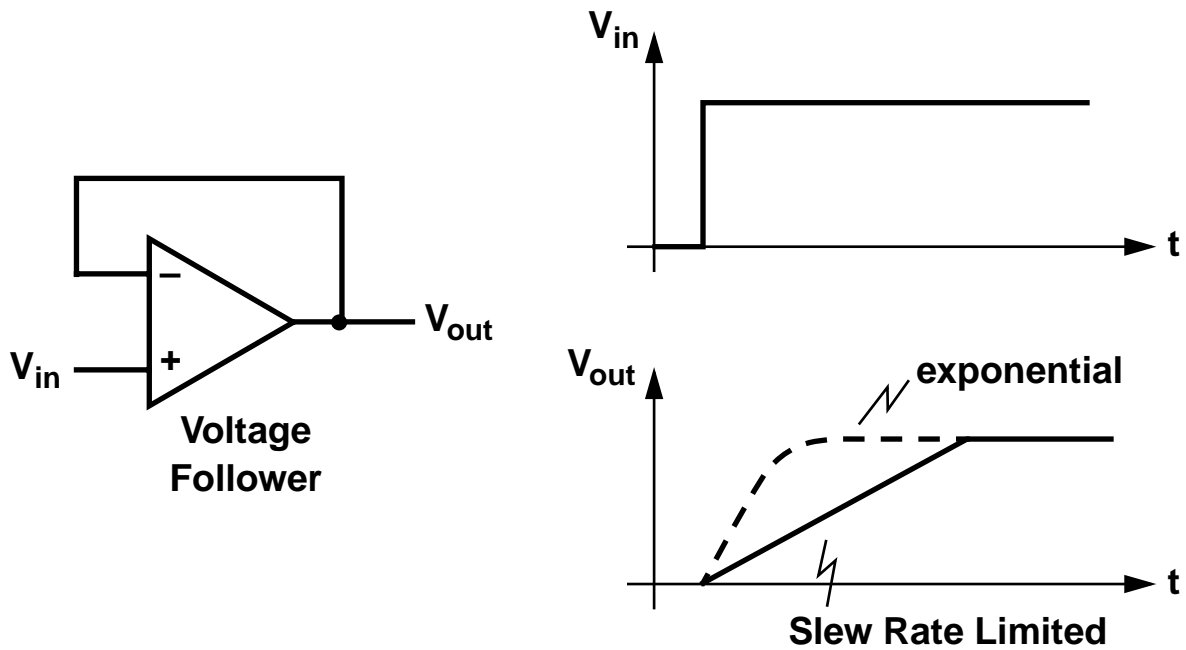 V_in
t
−
+
V_in
V_out
Voltage
Follower
V_out
exponential
t
Slew Rate Limited